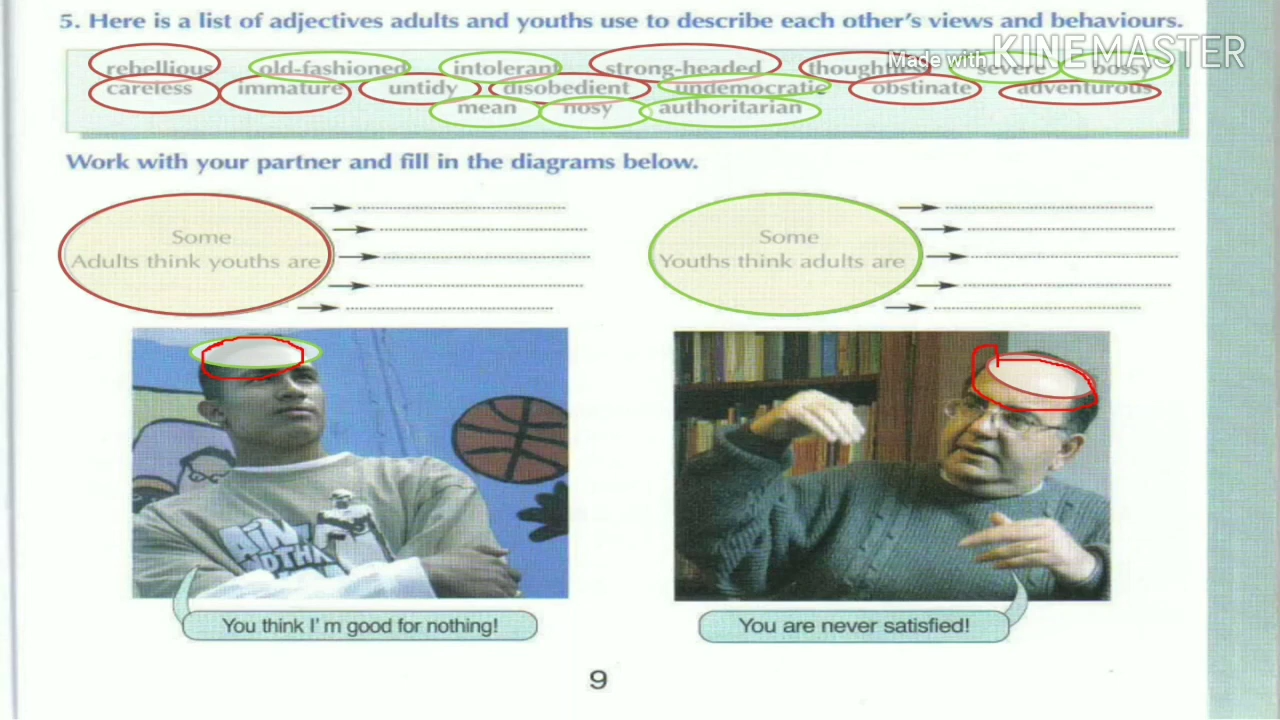 5. Here is a list of adjectives adults and youths use to describe each other's views and behaviours.
Made with KINEMASTER
rebellious old-fashioned intolerant strong-headed thoughtless severe bossy
careless immature untidy disobedient undemocratic obstinate adventurous
mean nosy authoritarian
Work with your partner and fill in the diagrams below.
Some
Adults think youths are
Some
Youths think adults are
AiN'T
You think I' m good for nothing!
You are never satisfied!
9